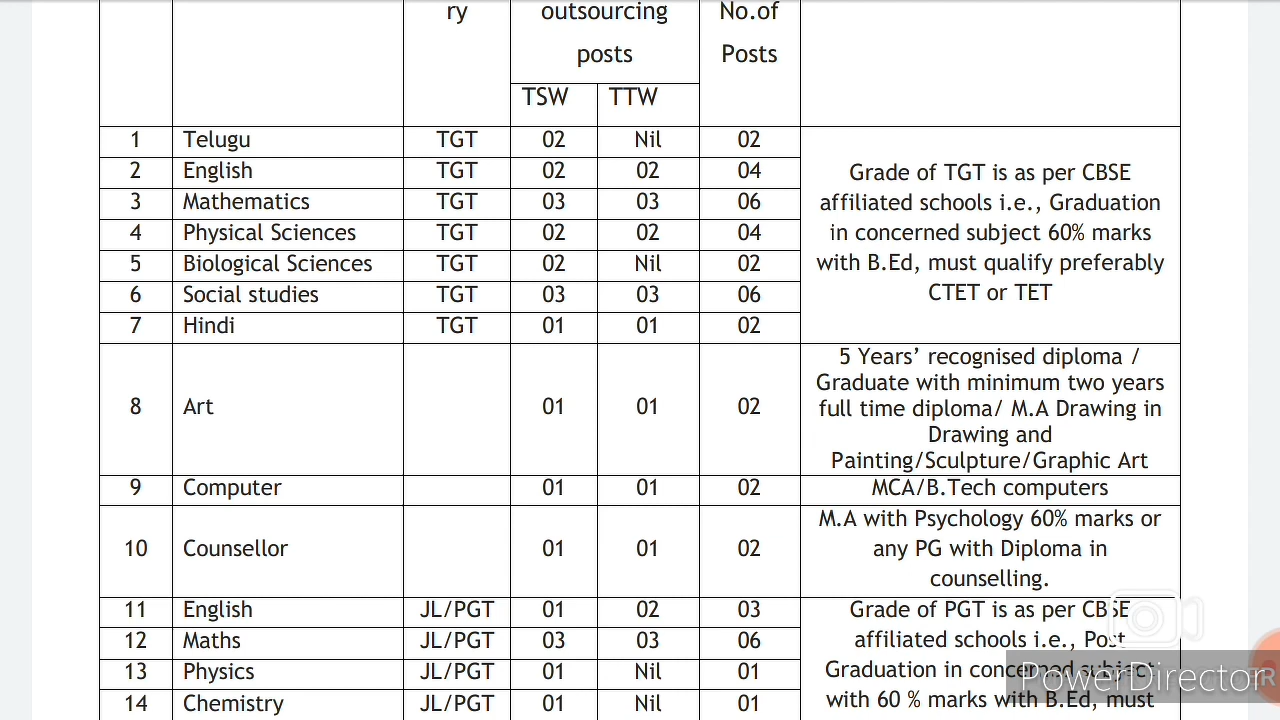 ry outsourcing No.of
posts Posts
TSW TTW
1 Telugu TGT 02 Nil 02
2 English TGT 02 02 04
3 Mathematics TGT 03 03 06
4 Physical Sciences TGT 02 02 04
5 Biological Sciences TGT 02 Nil 02
6 Social studies TGT 03 03 06
7 Hindi TGT 01 01 02
Grade of TGT is as per CBSE
affiliated schools i.e., Graduation
in concerned subject 60% marks
with B.Ed, must qualify preferably
CTET or TET
8 Art 01 01 02
5 Years’ recognised diploma /
Graduate with minimum two years
full time diploma/ M.A Drawing in
Drawing and
Painting/Sculpture/Graphic Art
9 Computer 01 01 02 MCA/B.Tech computers
10 Counsellor 01 01 02
M.A with Psychology 60% marks or
any PG with Diploma in
counselling.
11 English JL/PGT 01 02 03
12 Maths JL/PGT 03 03 06
13 Physics JL/PGT 01 Nil 01
14 Chemistry JL/PGT 01 Nil 01
Grade of PGT is as per CBSE
affiliated schools i.e., Post
Graduation in concerned subject
with 60 % marks with B.Ed, must
PowerDirector